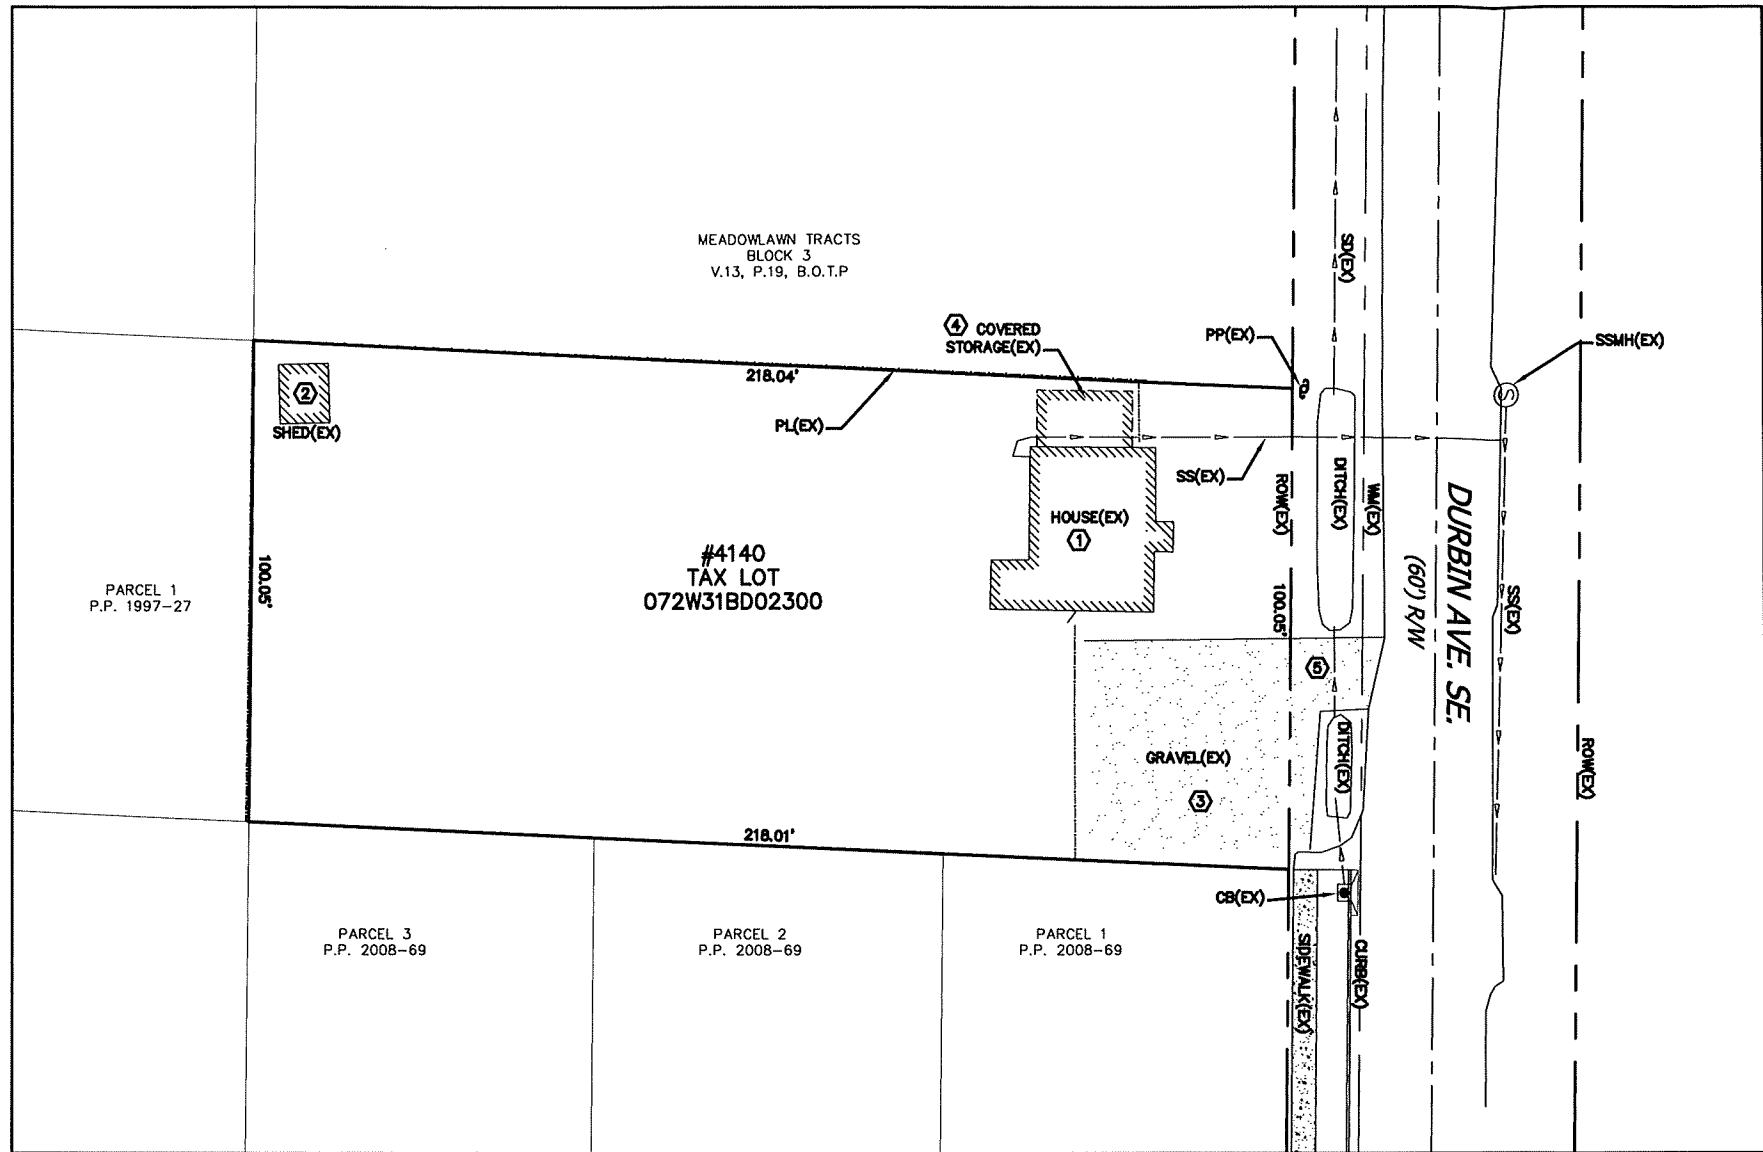 MEADOWLAWN TRACTS
BLOCK 3
V.13, P.19, B.O.T.P
SD(EX)
4 COVERED
STORAGE(EX)
PP(EX)
SSMH(EX)
S
218.04'
2
SHED(EX)
PL(EX)
SS(EX)
ROW(EX)
DITCH(EX)
WM(EX)
DURBIN AVE. SE.
(60') R/W
HOUSE(EX)
1
#4140
TAX LOT
072W31BD02300
100.05'
100.05'
SS(EX)
PARCEL 1
P.P. 1997-27
5
DITCH(EX)
ROW(EX)
GRAVEL(EX)
3
218.01'
CB(EX)
PARCEL 3
P.P. 2008-69
PARCEL 2
P.P. 2008-69
PARCEL 1
P.P. 2008-69
SIDEWALK(EX)
CURB(EX)